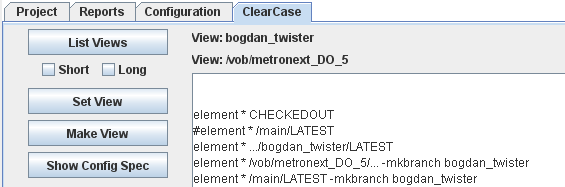 Project Reports Configuration ClearCase
List Views
Short Long
Set View
Make View
Show Config Spec
View: bogdan_twister
View: /vob/metronext_DO_5
element * CHECKEDOUT
#element * /main/LATEST
element * .../bogdan_twister/LATEST
element * /vob/metronext_DO_5/... -mkbranch bogdan_twister
element * /main/LATEST -mkbranch bogdan_twister